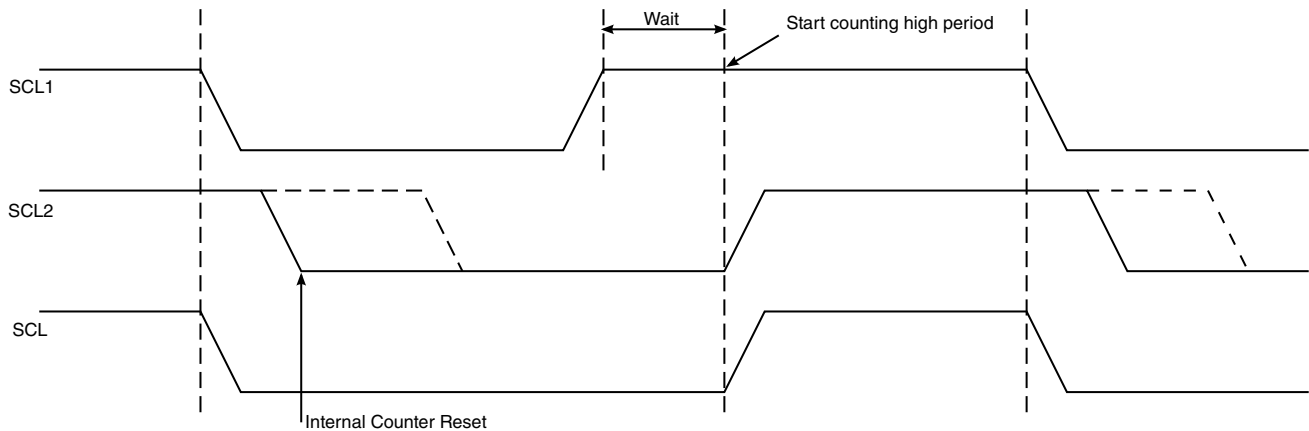 Wait
Start counting high period
SCL1
SCL2
SCL
Internal Counter Reset